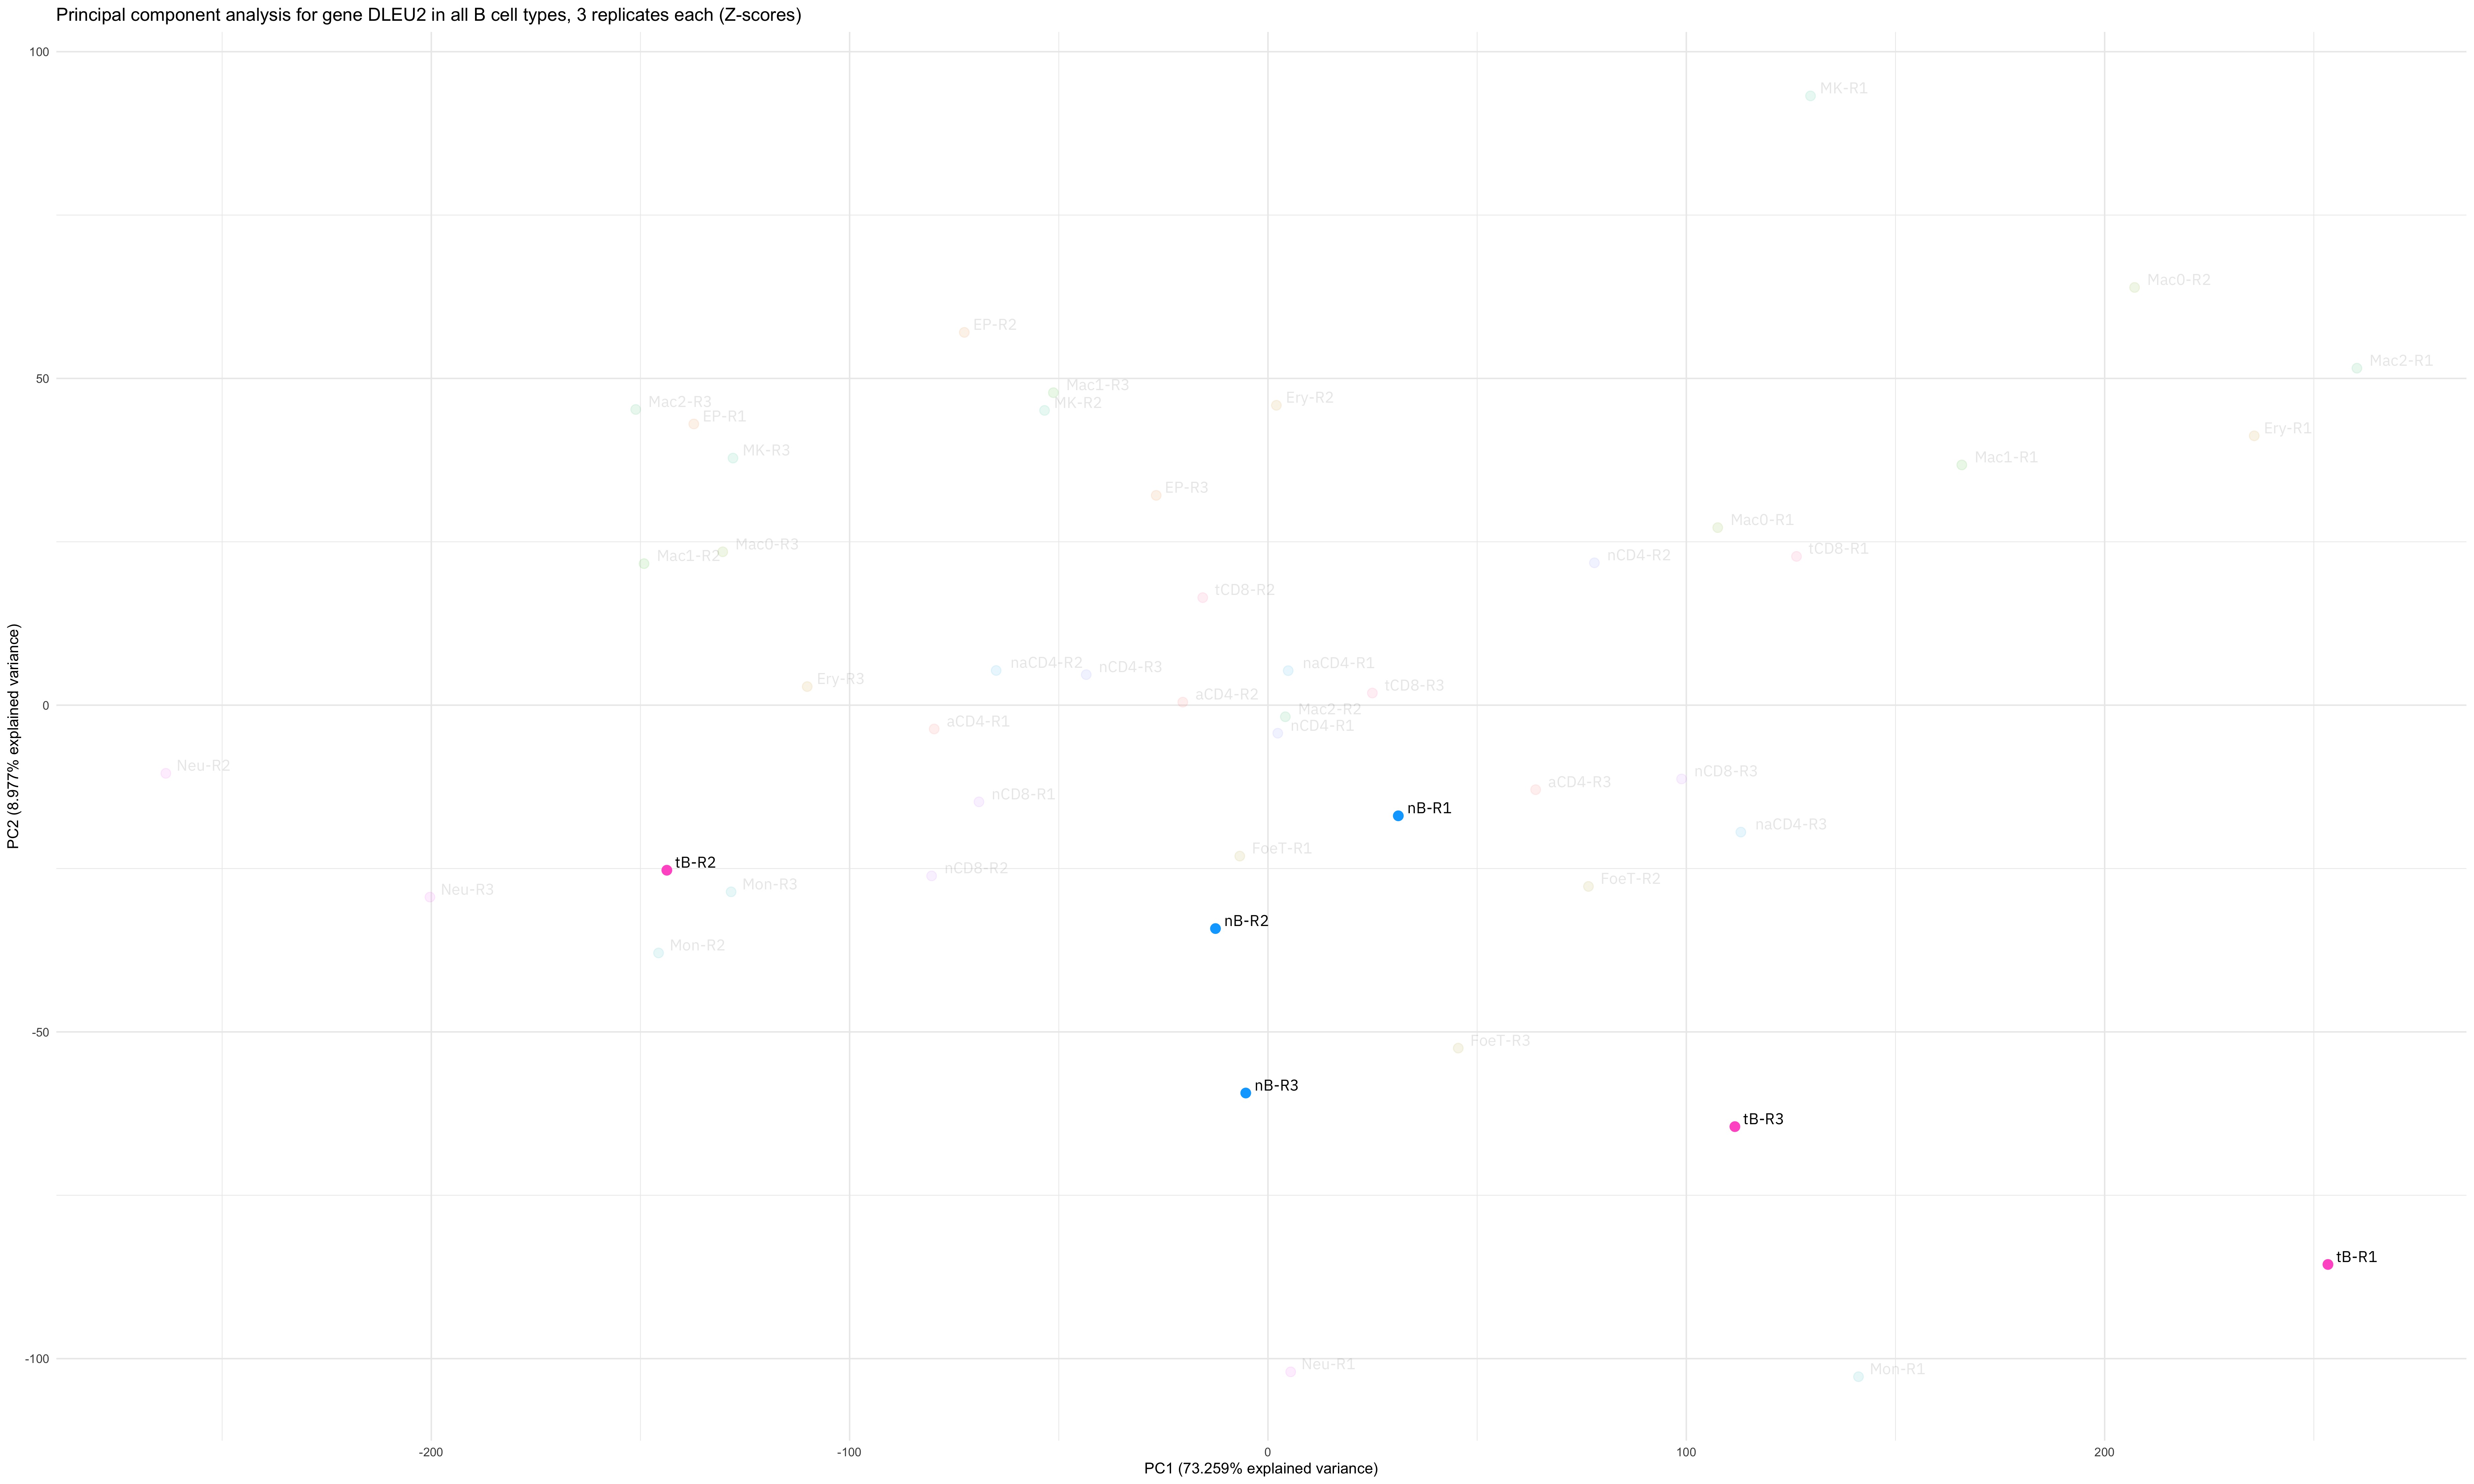 Principal component analysis for gene DLEU2 in all B cell types, 3 replicates each (Z-scores)
100
MK-R1
Mac0-R2
EP-R2
Mac2-R1
50
Mac1-R3
Ery-R2
Mac2-R3
MK-R2
EP-R1
Ery-R1
MK-R3
Mac1-R1
EP-R3
Mac0-R1
Mac0-R3
tCD8-R1
Mac1-R2
nCD4-R2
tCD8-R2
naCD4-R2
naCD4-R1
nCD4-R3
Ery-R3
tCD8-R3
aCD4-R2
0
Mac2-R2
aCD4-R1
nCD4-R1
PC2 (8.977% explained variance)
Neu-R2
nCD8-R3
aCD4-R3
nCD8-R1
nB-R1
naCD4-R3
FoeT-R1
tB-R2
nCD8-R2
FoeT-R2
Mon-R3
Neu-R3
nB-R2
Mon-R2
-50
FoeT-R3
nB-R3
tB-R3
tB-R1
-100
Neu-R1
Mon-R1
-200
-100
0
100
200
PC1 (73.259% explained variance)